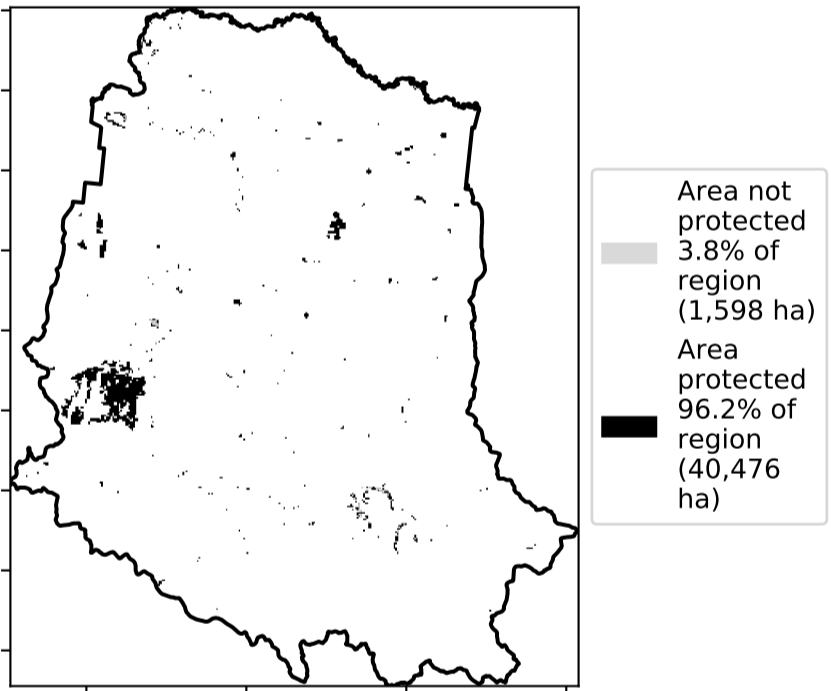 Area not
protected
3.8% of
region
(1,598 ha)
Area
protected
96.2% of
region
(40,476
ha)